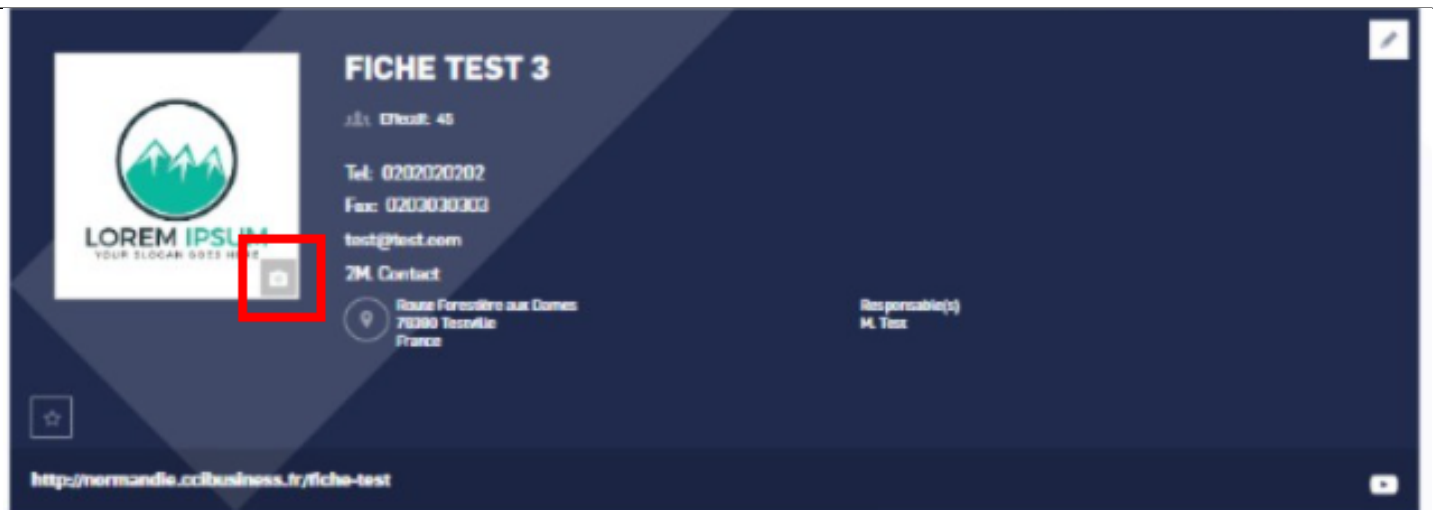 FICHE TEST 3
Effectif: 45
Tel: 0202020202
Fax: 0203030303
test@test.com
2M. Contact
Route Forestière aux Dames
Testville
France
Responsable(s)
M. Test
LOREM IPSUM
YOUR SLOGAN GOES HERE
http://normandie.ccibusiness.fr/fiche-test